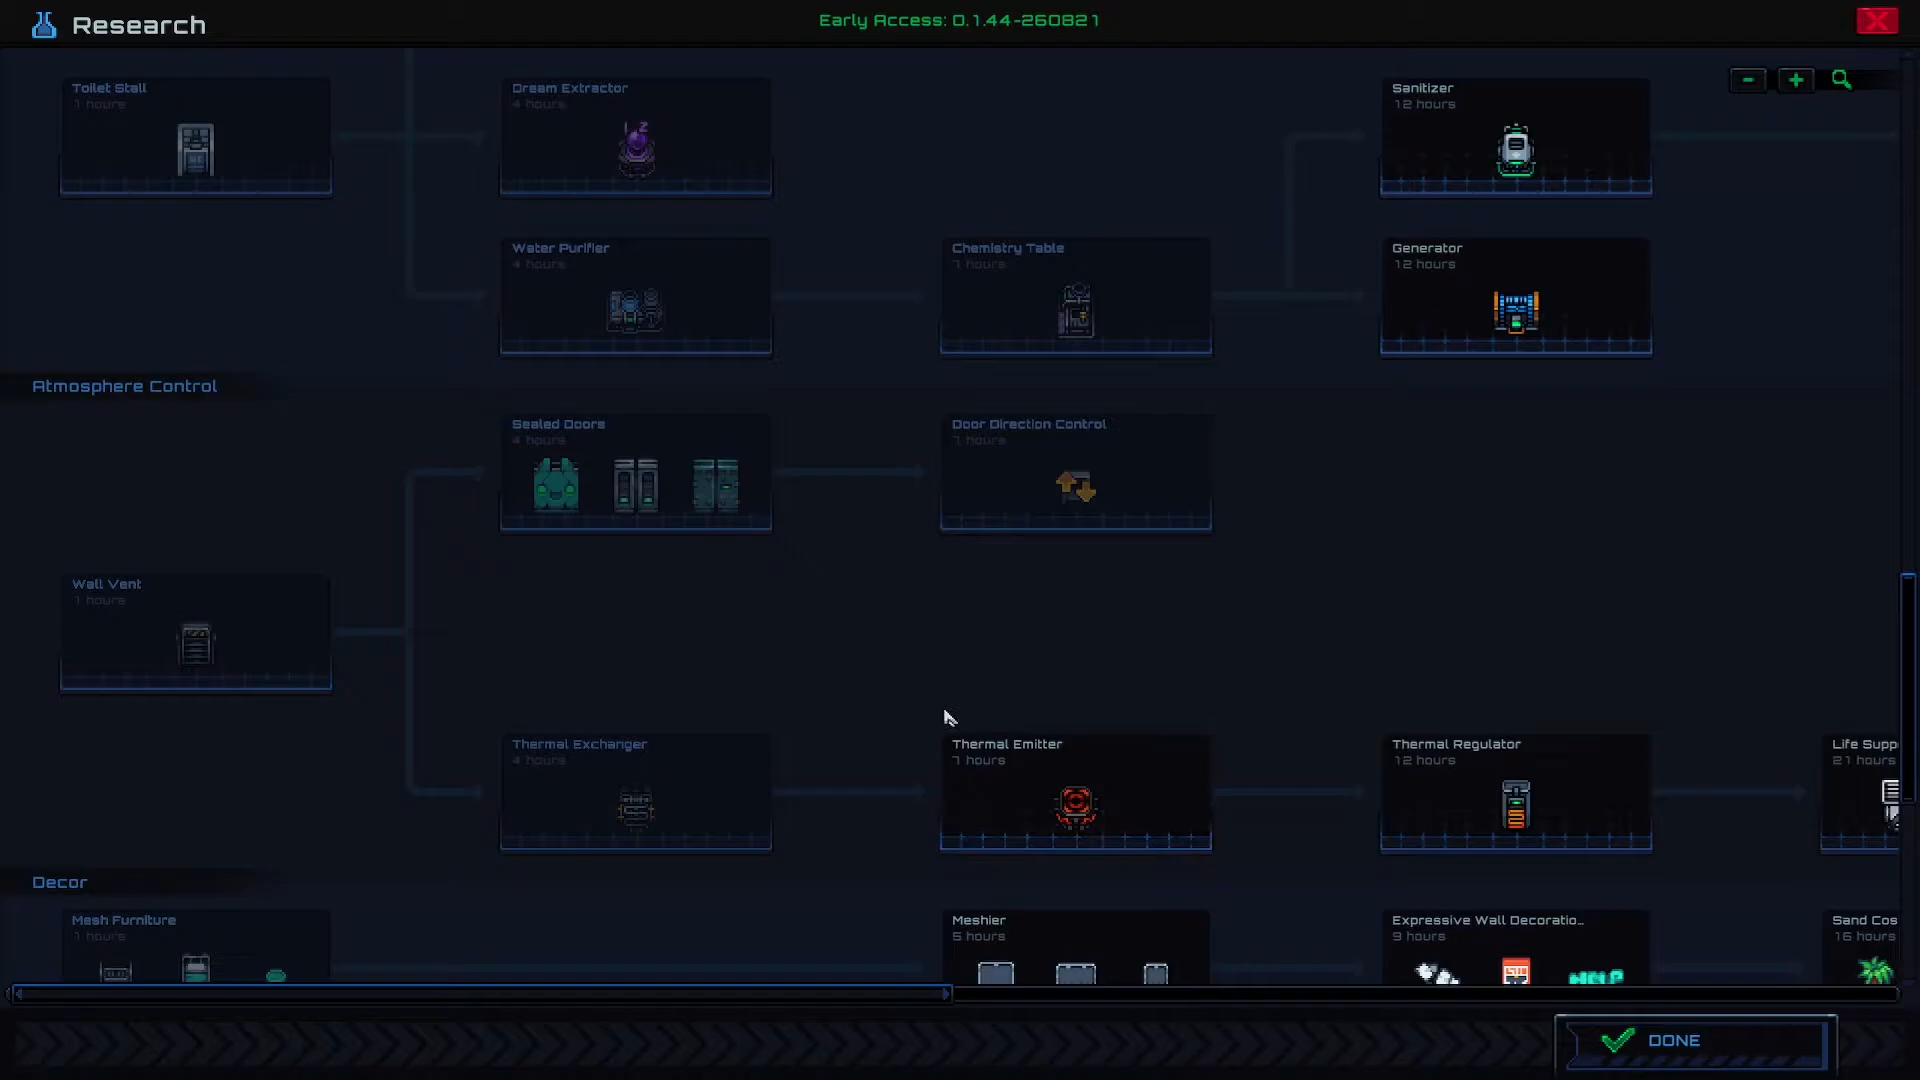 Research
Early Access: 0.1.44-260821
Toilet Stall
1 hours
Dream Extractor
4 hours
Sanitizer
12 hours
Water Purifier
4 hours
Chemistry Table
7 hours
Generator
12 hours
Atmosphere Control
Sealed Doors
4 hours
Door Direction Control
7 hours
Wall Vent
1 hours
Thermal Exchanger
4 hours
Thermal Emitter
7 hours
Thermal Regulator
12 hours
Life Supp
21 hours
Decor
Mesh Furniture
1 hours
Meshier
5 hours
Expressive Wall Decoratio...
9 hours
Sand Cos
16 hours
HELP
DONE